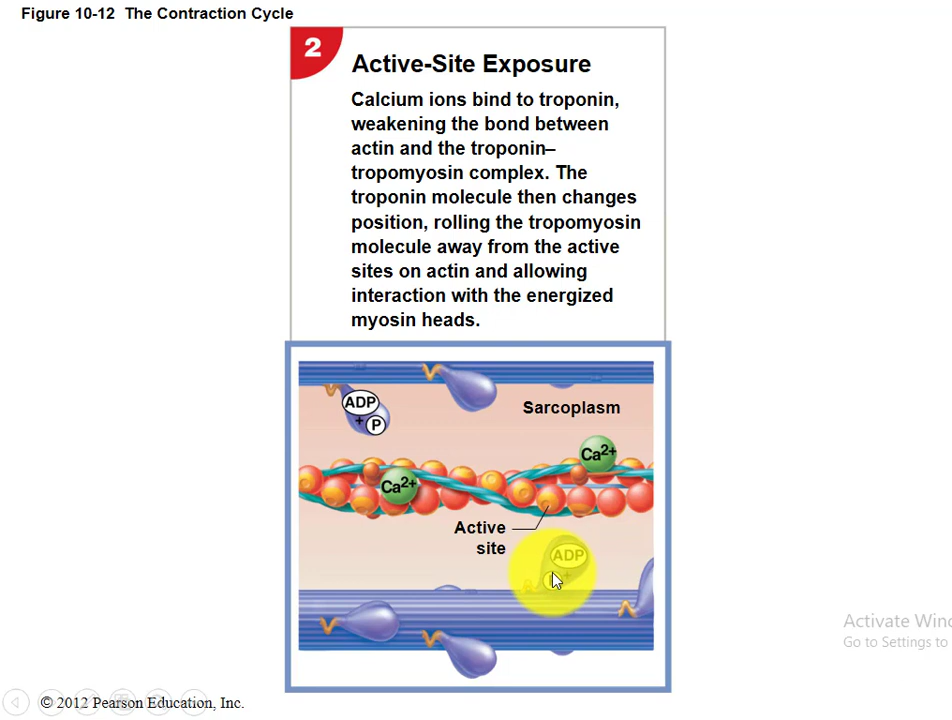 Figure 10-12 The Contraction Cycle
2
Active-Site Exposure
Calcium ions bind to troponin,
weakening the bond between
actin and the troponin–
tropomyosin complex. The
troponin molecule then changes
position, rolling the tropomyosin
molecule away from the active
sites on actin and allowing
interaction with the energized
myosin heads.
ADP
+ P
Sarcoplasm
Ca2+
Ca2+
Active
site
ADP
+
Activate Win
Go to Settings to
© 2012 Pearson Education, Inc.